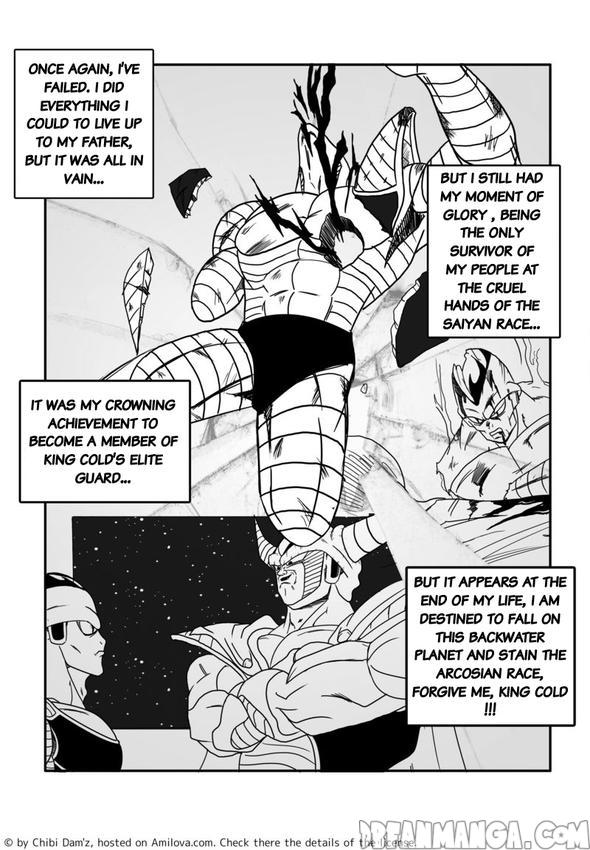 ONCE AGAIN, I'VE
FAILED. I DID
EVERYTHING I
COULD TO LIVE UP
TO MY FATHER,
BUT IT WAS ALL IN
VAIN...
BUT I STILL HAD
MY MOMENT OF
GLORY , BEING
THE ONLY
SURVIVOR OF
MY PEOPLE AT
THE CRUEL
HANDS OF THE
SAIYAN RACE...
IT WAS MY CROWNING
ACHIEVEMENT TO
BECOME A MEMBER OF
KING COLD'S ELITE
GUARD...
BUT IT APPEARS AT THE
END OF MY LIFE, I AM
DESTINED TO FALL ON
THIS BACKWATER
PLANET AND STAIN THE
ARCOSIAN RACE,
FORGIVE ME, KING COLD
!!!
DREAMMANGA.COM
© by Chibi Dam'z, hosted on Amilova.com. Check there the details of the license.